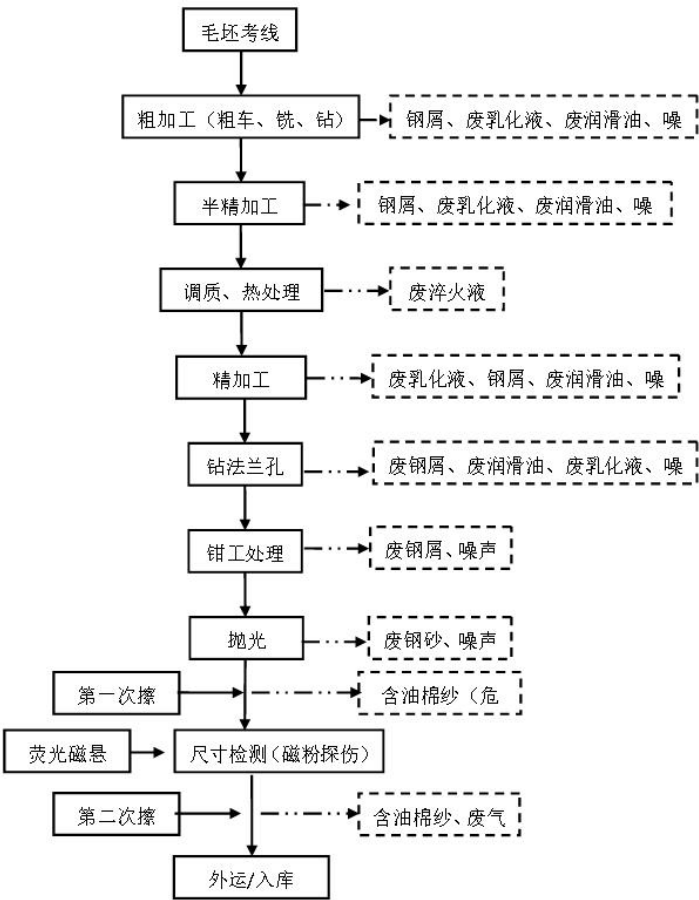 毛坯考线
粗加工（粗车、铣、钻）
钢屑、废乳化液、废润滑油、噪
半精加工
钢屑、废乳化液、废润滑油、噪
调质、热处理
废淬火液
精加工
废乳化液、钢屑、废润滑油、噪
钻法兰孔
废钢屑、废润滑油、废乳化液、噪
钳工处理
废钢屑、噪声
抛光
废钢砂、噪声
第一次擦
含油棉纱（危
荧光磁悬
尺寸检测（磁粉探伤）
第二次擦
含油棉纱、废气
外运/入库